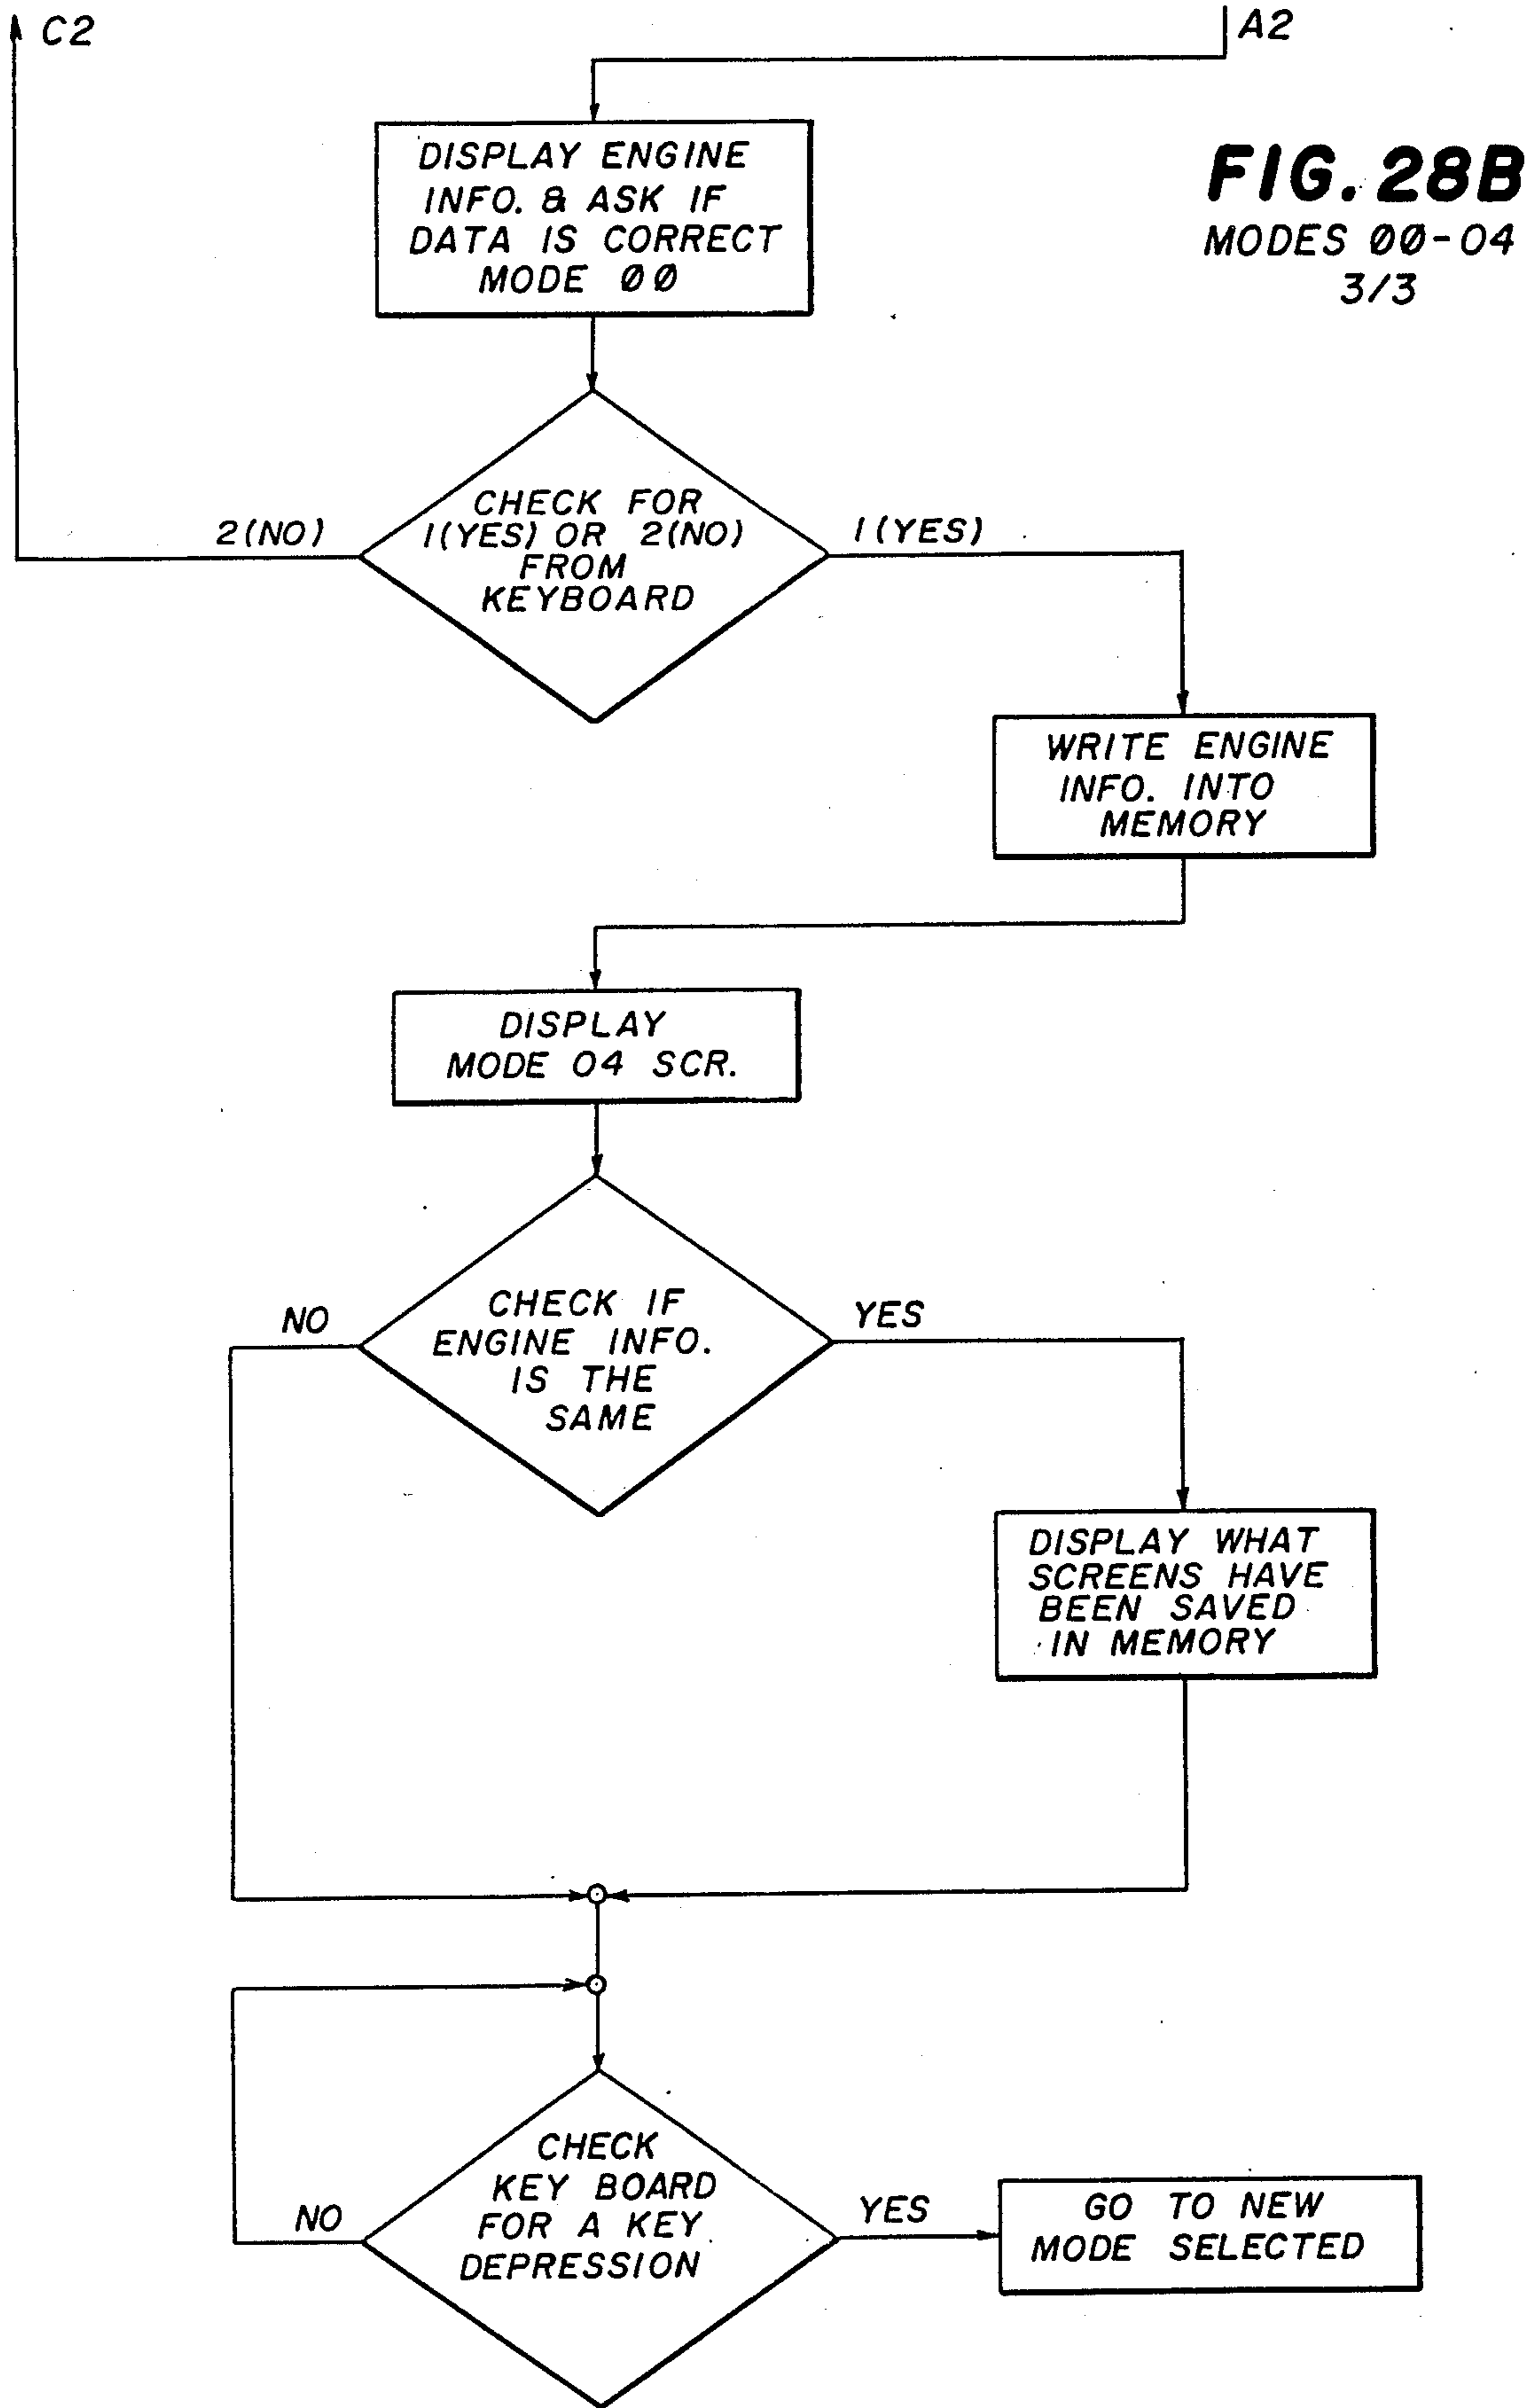 C2
A2
FIG. 28B
MODES 00-04
3/3
DISPLAY ENGINE
INFO. & ASK IF
DATA IS CORRECT
MODE 00
CHECK FOR
1(YES) OR 2(NO)
FROM
KEYBOARD
2(NO)
1(YES)
WRITE ENGINE
INFO. INTO
MEMORY
DISPLAY
MODE 04 SCR.
CHECK IF
ENGINE INFO.
IS THE
SAME
NO
YES
DISPLAY WHAT
SCREENS HAVE
BEEN SAVED
IN MEMORY
CHECK
KEY BOARD
FOR A KEY
DEPRESSION
NO
YES
GO TO NEW
MODE SELECTED